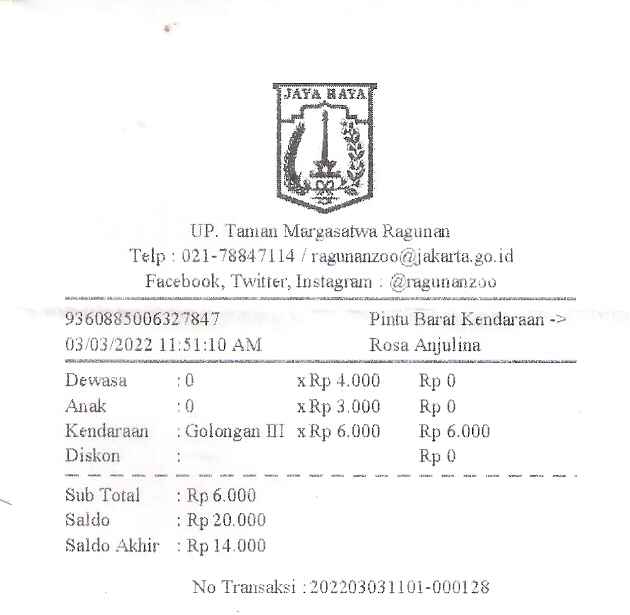 JAYA RAYA
UP. Taman Margasatwa Ragunan
Telp : 021-78847114 / ragunanzoo@jakarta.go.id
Facebook, Twitter, Instagram : @ragunanzoo
9360885006327847 Pintu Barat Kendaraan ->
03/03/2022 11:51:10 AM Rosa Anjulina
Dewasa : 0 x Rp 4.000 Rp 0
Anak : 0 x Rp 3.000 Rp 0
Kendaraan : Golongan III x Rp 6.000 Rp 6.000
Diskon : Rp 0
Sub Total : Rp 6.000
Saldo : Rp 20.000
Saldo Akhir : Rp 14.000
No Transaksi : 202203031101-000128